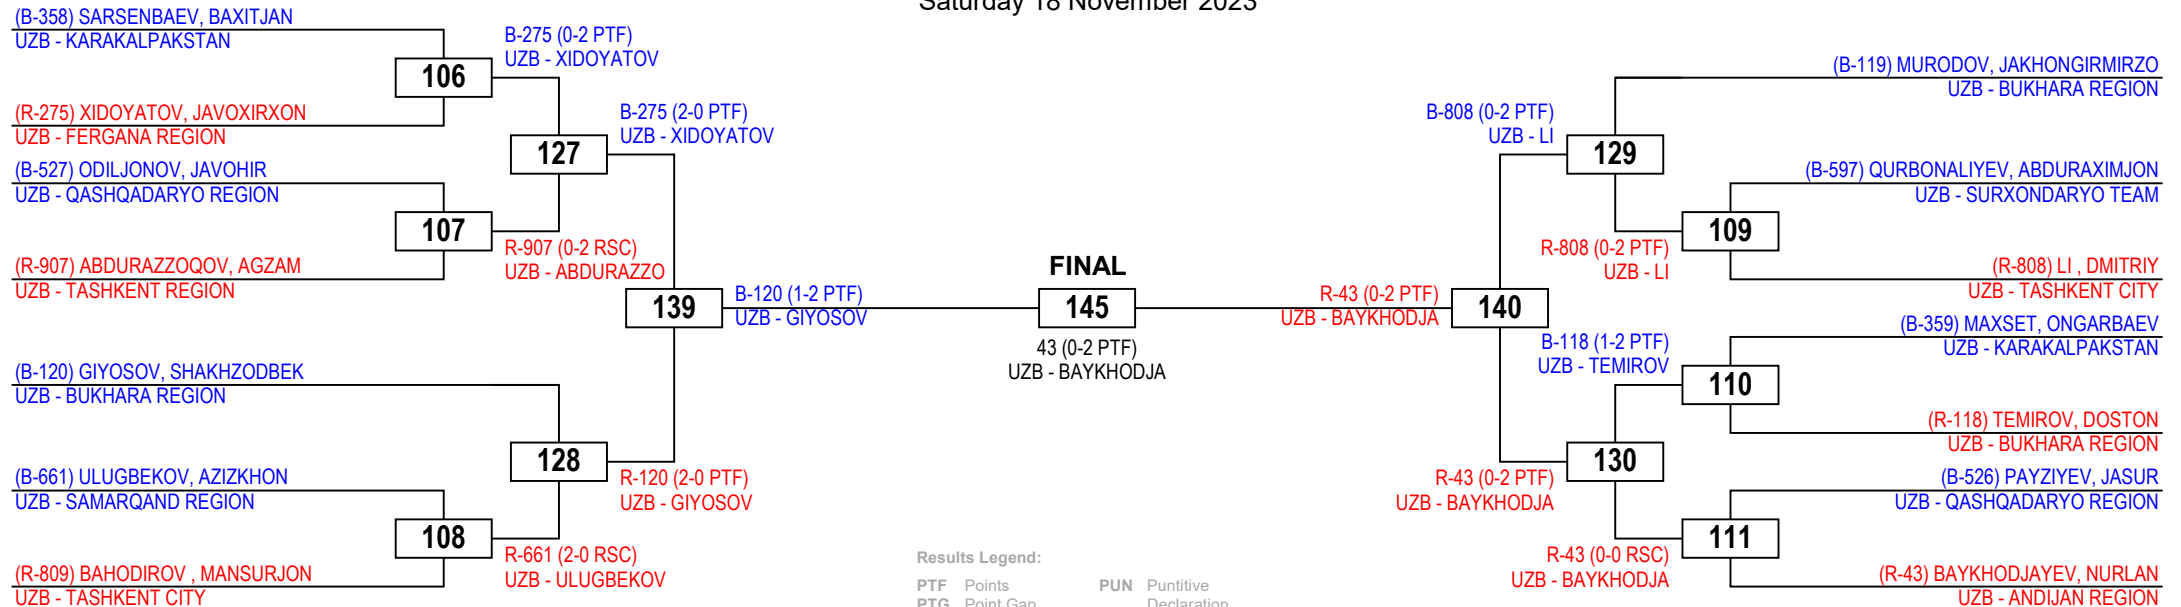 Saturday 18 November 2023
(B-358) SARSENBAEV, BAXITJAN
UZB - KARAKALPAKSTAN
106
(R-275) XIDOYATOV, JAVOXIRXON
UZB - FERGANA REGION
B-275 (0-2 PTF)
UZB - XIDOYATOV
(B-527) ODILJONOV, JAVOHIR
UZB - QASHQADARYO REGION
107
(R-907) ABDURAZZOQOV, AGZAM
UZB - TASHKENT REGION
R-907 (0-2 RSC)
UZB - ABDURAZZO
127
B-275 (2-0 PTF)
UZB - XIDOYATOV
(B-120) GIYOSOV, SHAKHZODBEK
UZB - BUKHARA REGION
128
(B-661) ULUGBEKOV, AZIZKHON
UZB - SAMARQAND REGION
108
(R-809) BAHODIROV , MANSURJON
UZB - TASHKENT CITY
R-661 (2-0 RSC)
UZB - ULUGBEKOV
R-120 (2-0 PTF)
UZB - GIYOSOV
139
B-120 (1-2 PTF)
UZB - GIYOSOV
FINAL
145
43 (0-2 PTF)
UZB - BAYKHODJA
R-43 (0-2 PTF)
UZB - BAYKHODJA
140
B-808 (0-2 PTF)
UZB - LI
129
(B-119) MURODOV, JAKHONGIRMIRZO
UZB - BUKHARA REGION
(B-597) QURBONALIYEV, ABDURAXIMJON
UZB - SURXONDARYO TEAM
109
R-808 (0-2 PTF)
UZB - LI
(R-808) LI , DMITRIY
UZB - TASHKENT CITY
(B-359) MAXSET, ONGARBAEV
UZB - KARAKALPAKSTAN
B-118 (1-2 PTF)
UZB - TEMIROV
110
(R-118) TEMIROV, DOSTON
UZB - BUKHARA REGION
130
R-43 (0-2 PTF)
UZB - BAYKHODJA
(B-526) PAYZIYEV, JASUR
UZB - QASHQADARYO REGION
111
R-43 (0-0 RSC)
UZB - BAYKHODJA
(R-43) BAYKHODJAYEV, NURLAN
UZB - ANDIJAN REGION
Results Legend:
PTF Points PUN Puntitive
PTG Point Gap Declaration